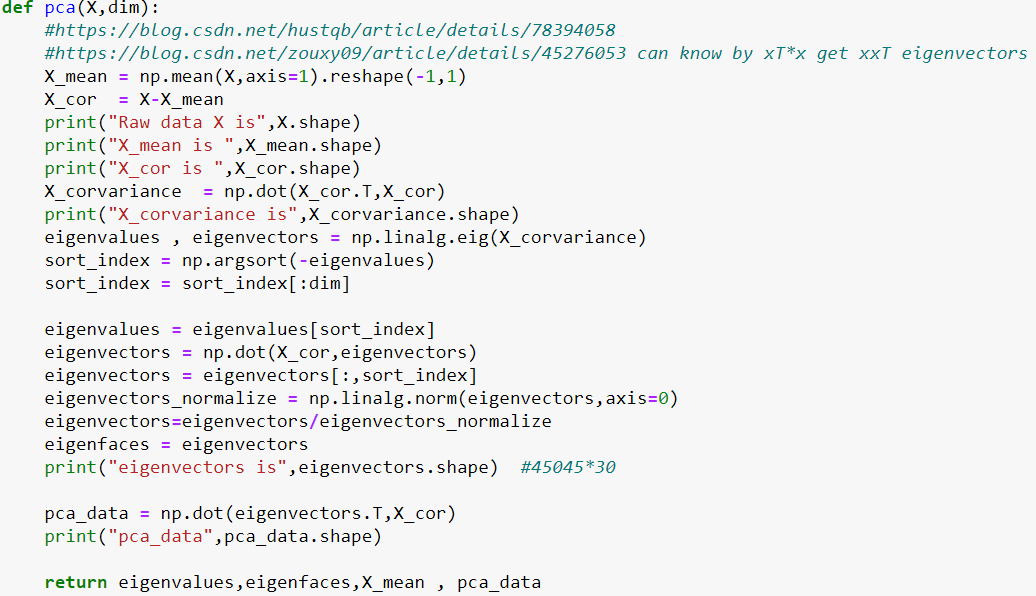 def pca(X,dim):
    #https://blog.csdn.net/hustqb/article/details/78394058
    #https://blog.csdn.net/zouxy09/article/details/45276053 can know by xT*x get xxT eigenvectors
    X_mean = np.mean(X,axis=1).reshape(-1,1)
    X_cor  = X-X_mean
    print("Raw data X is",X.shape)
    print("X_mean is ",X_mean.shape)
    print("X_cor is ",X_cor.shape)
    X_corvariance  = np.dot(X_cor.T,X_cor)
    print("X_corvariance is",X_corvariance.shape)
    eigenvalues , eigenvectors = np.linalg.eig(X_corvariance)
    sort_index = np.argsort(-eigenvalues)
    sort_index = sort_index[:dim]

    eigenvalues = eigenvalues[sort_index]
    eigenvectors = np.dot(X_cor,eigenvectors)
    eigenvectors = eigenvectors[:,sort_index]
    eigenvectors_normalize = np.linalg.norm(eigenvectors,axis=0)
    eigenvectors=eigenvectors/eigenvectors_normalize
    eigenfaces = eigenvectors
    print("eigenvectors is",eigenvectors.shape)  #45045*30

    pca_data = np.dot(eigenvectors.T,X_cor)
    print("pca_data",pca_data.shape)

    return eigenvalues,eigenfaces,X_mean , pca_data